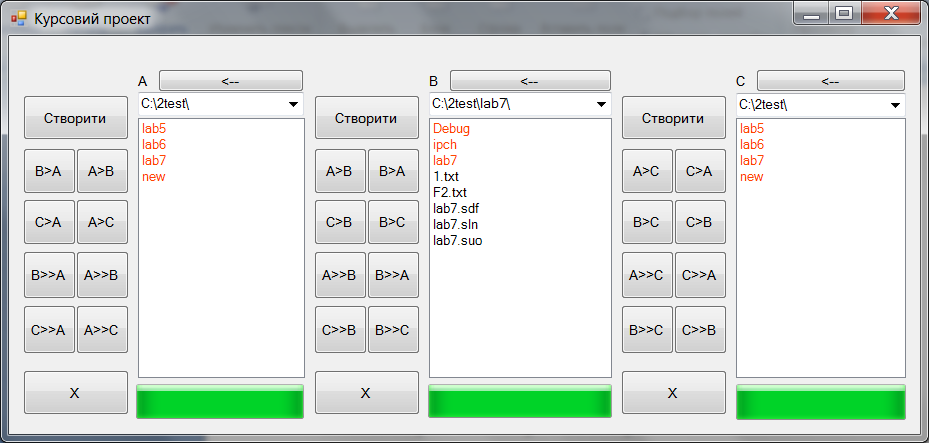 Курсовий проект
A
<--
C:\2test\
Створити
B>A
A>B
C>A
A>C
B>>A
A>>B
C>>A
A>>C
X
lab5
lab6
lab7
new
B
<--
C:\2test\lab7\
Створити
A>B
B>A
C>B
B>C
A>>B
B>>A
C>>B
B>>C
X
Debug
ipch
lab7
1.txt
F2.txt
lab7.sdf
lab7.sln
lab7.suo
C
<--
C:\2test\
Створити
A>C
C>A
B>C
C>B
A>>C
C>>A
B>>C
C>>B
X
lab5
lab6
lab7
new